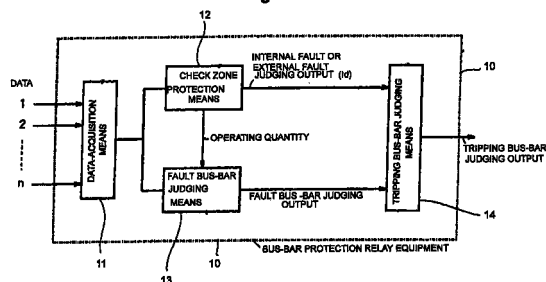 12
DATA
1
2
n
DATA-ACQUISITION
MEANS
11
CHECK ZONE
PROTECTION
MEANS
INTERNAL FAULT OR
EXTERNAL FAULT
JUDGING OUTPUT (Id)
10
OPERATING QUANTITY
FAULT BUS-BAR
JUDGING
MEANS
13
FAULT BUS -BAR JUDGING
OUTPUT
TRIPPING BUS-BAR JUDGING
MEANS
14
TRIPPING BUS-BAR
JUDGING OUTPUT
10
BUS-BAR PROTECTION RELAY EQUIPMENT